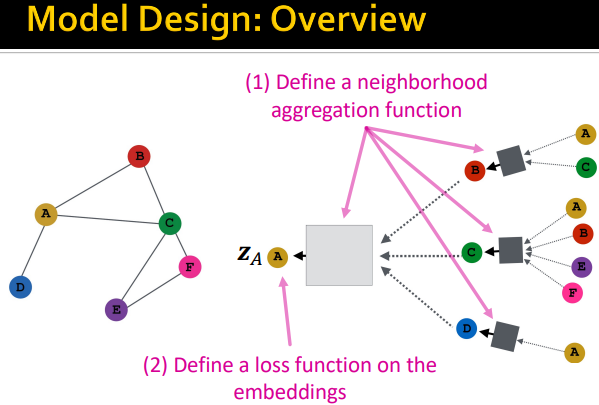 Model Design: Overview
(1) Define a neighborhood
aggregation function
B
A
C
F
D
E
z_A
A
B
A
C
C
A
B
E
F
D
A
(2) Define a loss function on the
embeddings